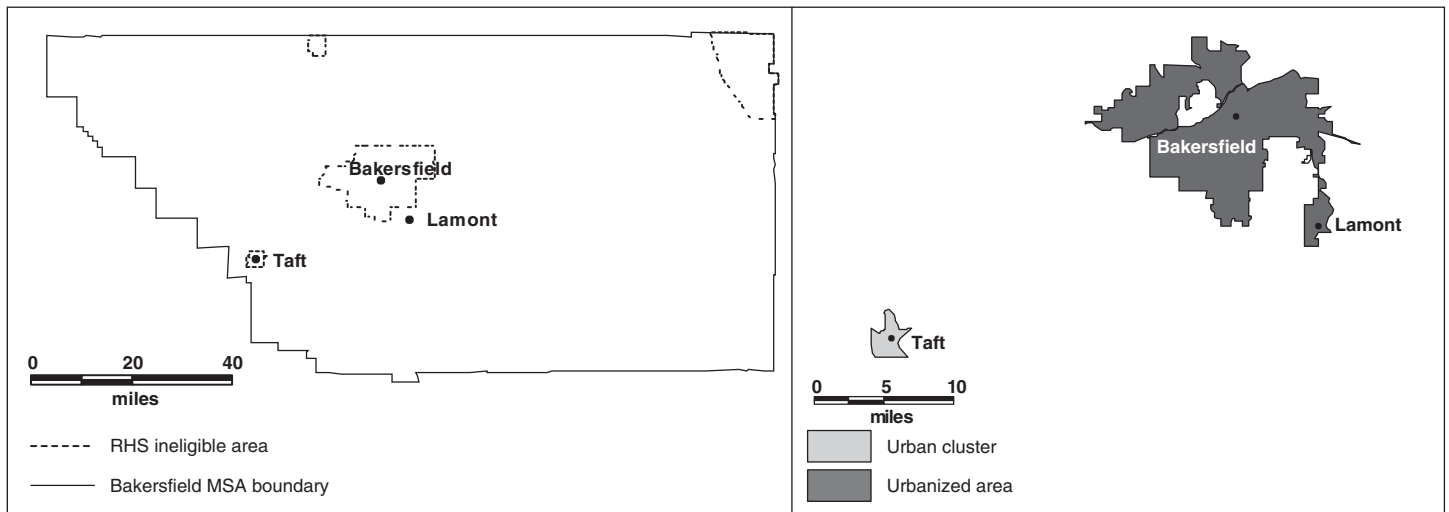 Bakersfield
Lamont
Taft
0 20 40
miles
RHS ineligible area
Bakersfield MSA boundary
Bakersfield
Lamont
Taft
0 5 10
miles
Urban cluster
Urbanized area